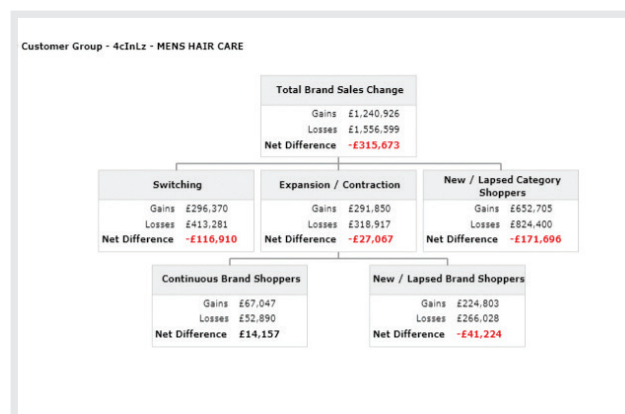 Customer Group - 4cInLz - MENS HAIR CARE
Total Brand Sales Change
Gains £1,240,926
Losses £1,556,599
Net Difference -£315,673
Switching
Gains £296,370
Losses £413,281
Net Difference -£116,910
Expansion / Contraction
Gains £291,850
Losses £318,917
Net Difference -£27,067
New / Lapsed Category
Shoppers
Gains £652,705
Losses £824,400
Net Difference -£171,696
Continuous Brand Shoppers
Gains £67,047
Losses £52,890
Net Difference £14,157
New / Lapsed Brand Shoppers
Gains £224,803
Losses £266,028
Net Difference -£41,224